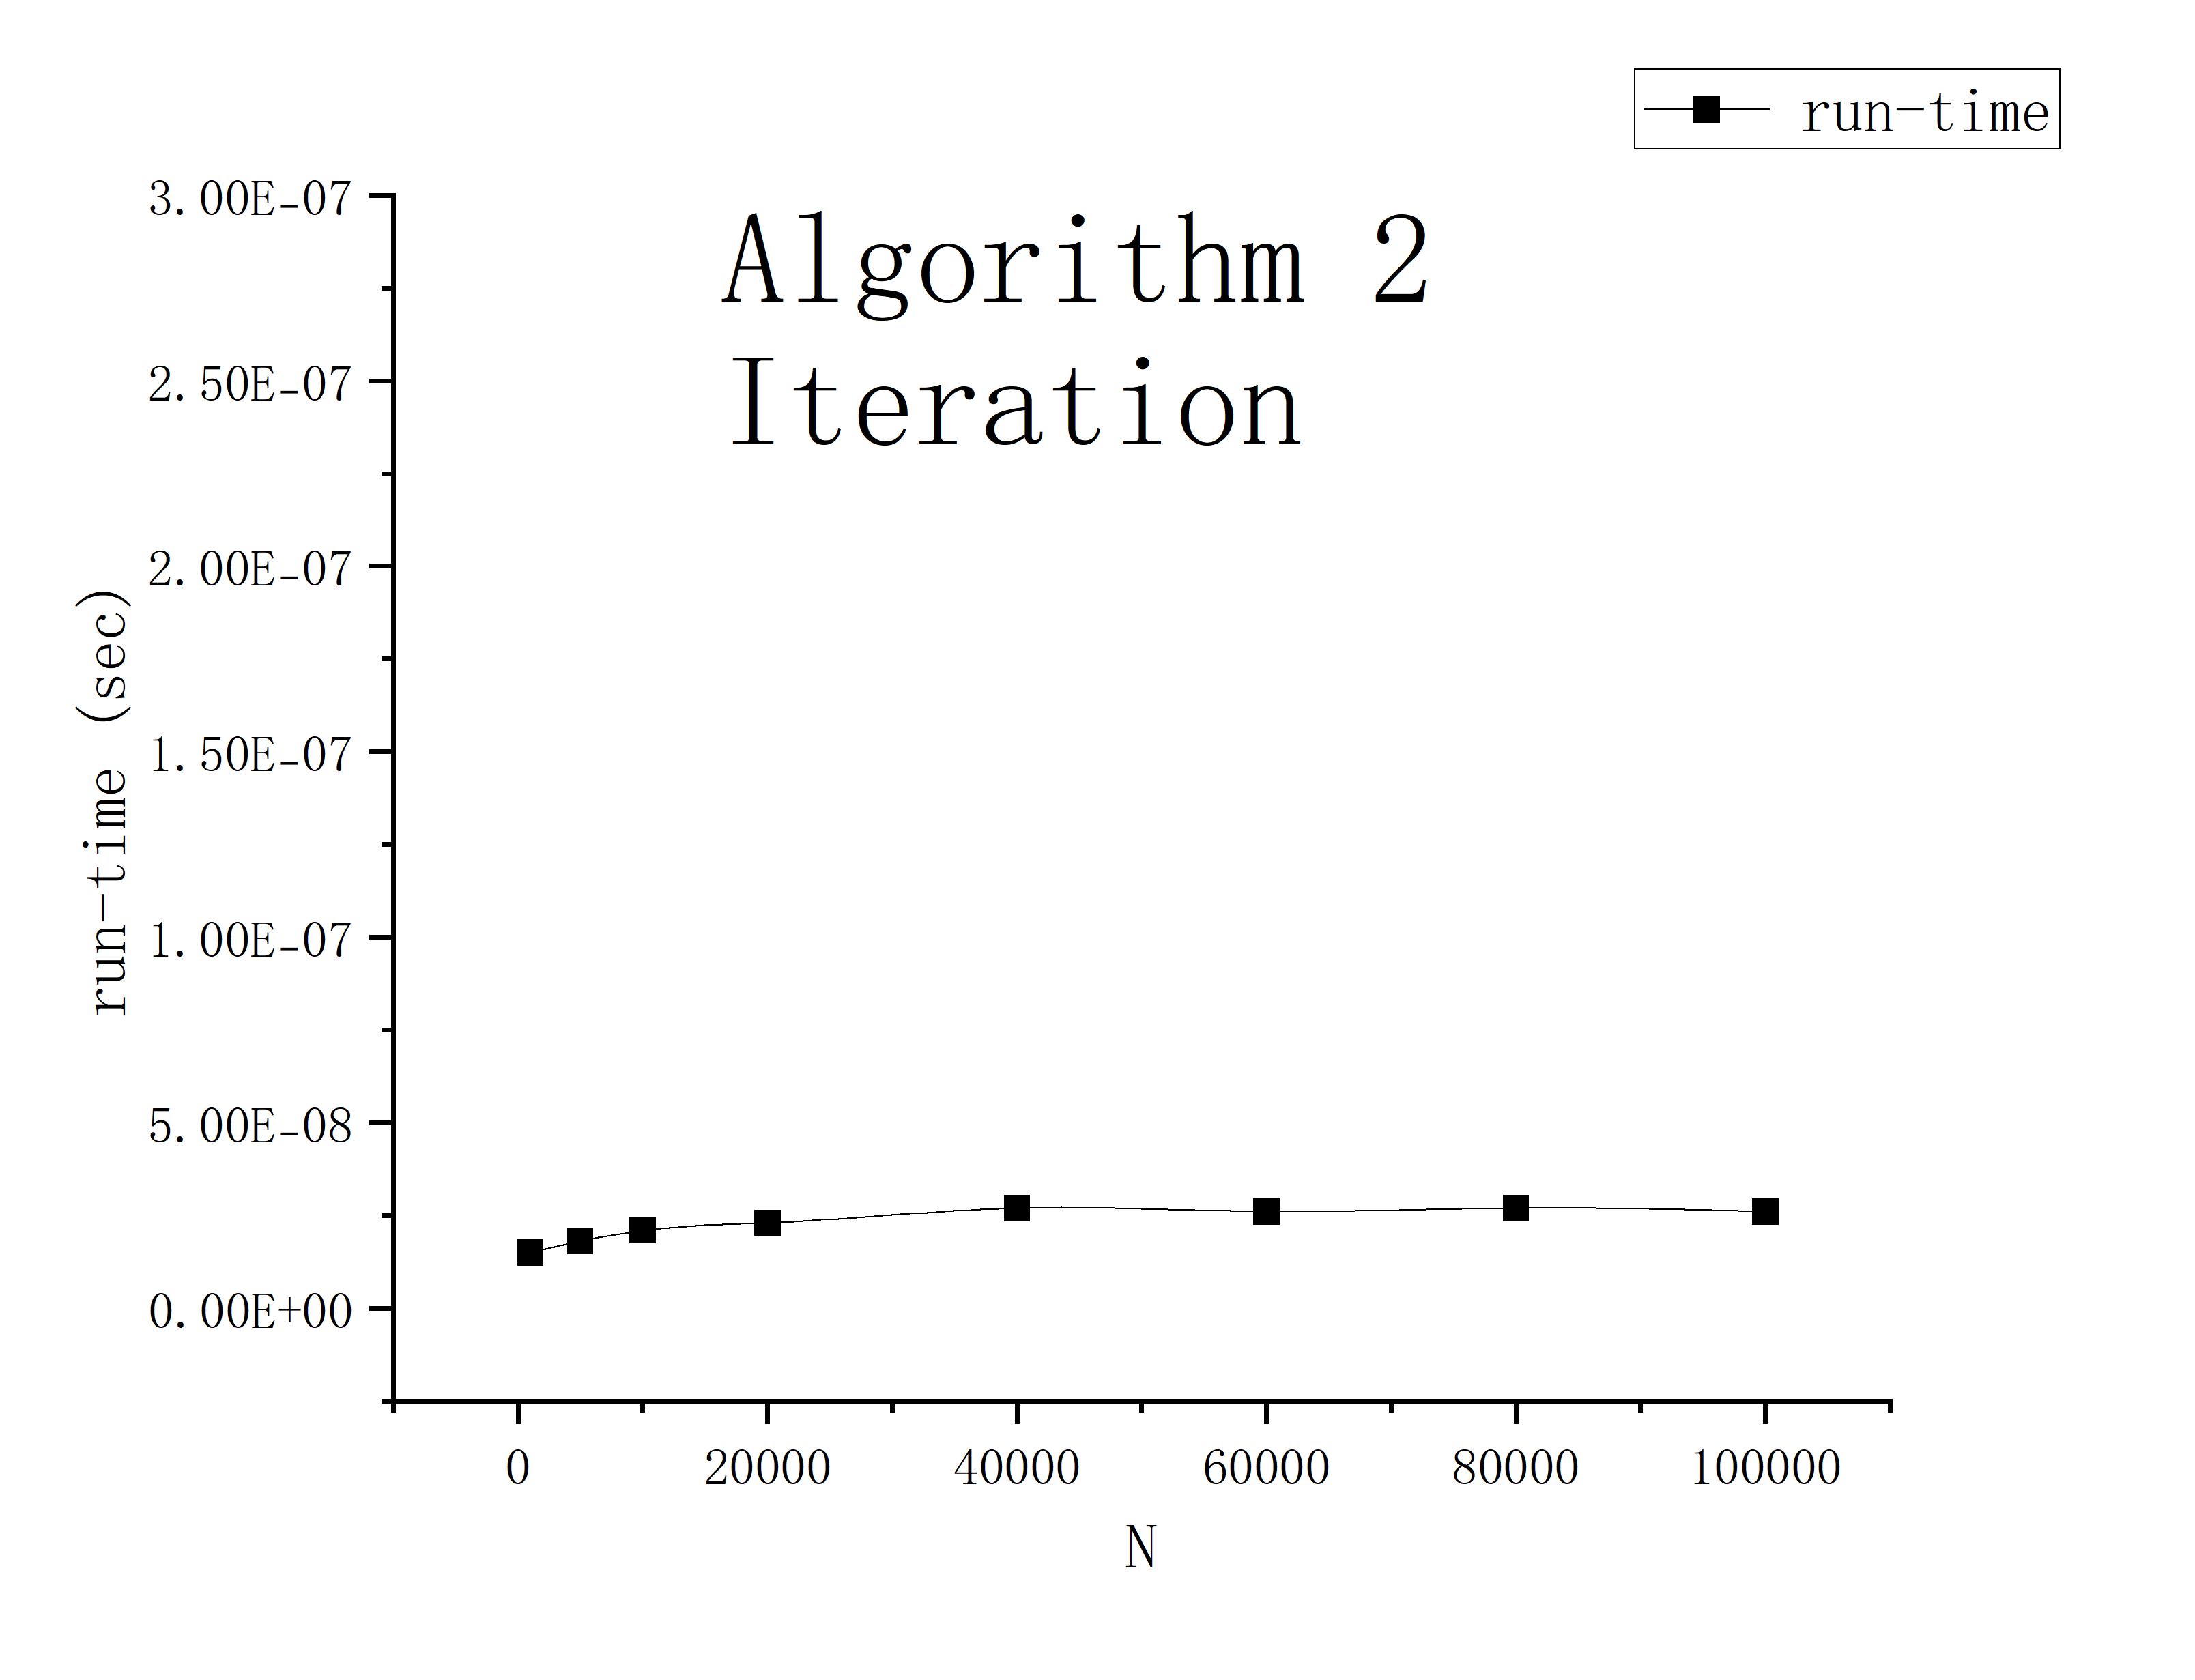 run-time
Algorithm 2
Iteration
3.00E-07
2.50E-07
2.00E-07
1.50E-07
1.00E-07
5.00E-08
0.00E+00
run-time (sec)
0 20000 40000 60000 80000 100000
N